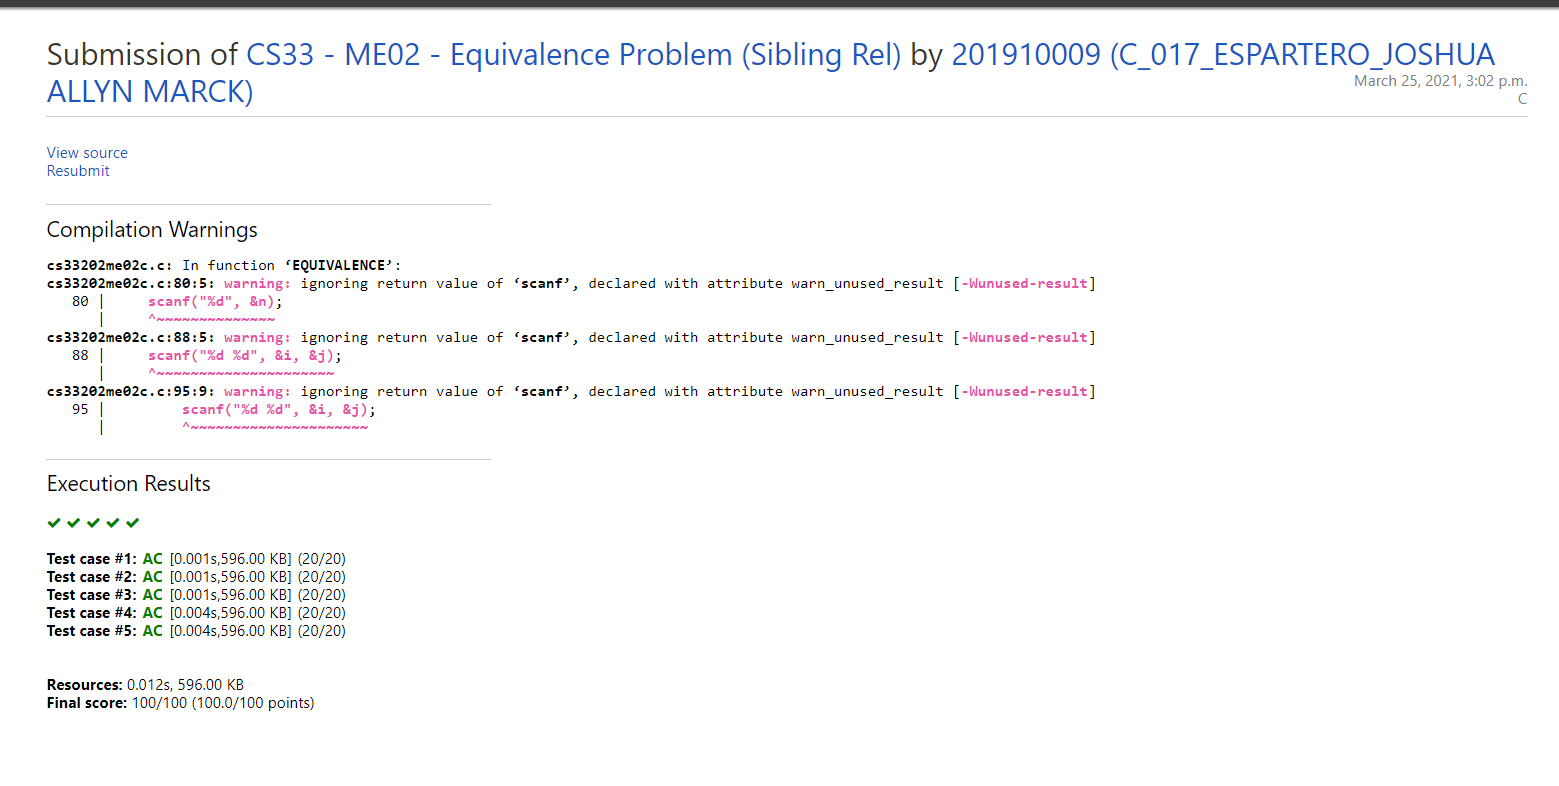 Submission of CS33 - ME02 - Equivalence Problem (Sibling Rel) by 201910009 (C_017_ESPARTERO_JOSHUA
ALLYN MARCK)
March 25, 2021, 3:02 p.m.
C
View source
Resubmit
Compilation Warnings
cs33202me02c.c: In function ‘EQUIVALENCE’:
cs33202me02c.c:80:5: warning: ignoring return value of ‘scanf’, declared with attribute warn_unused_result [-Wunused-result]
80 | scanf("%d", &n);
| ^~~~~~~~~~~~~~~
cs33202me02c.c:88:5: warning: ignoring return value of ‘scanf’, declared with attribute warn_unused_result [-Wunused-result]
88 | scanf("%d %d", &i, &j);
| ^~~~~~~~~~~~~~~~~~~~~~
cs33202me02c.c:95:9: warning: ignoring return value of ‘scanf’, declared with attribute warn_unused_result [-Wunused-result]
95 | scanf("%d %d", &i, &j);
| ^~~~~~~~~~~~~~~~~~~~~~
Execution Results
✔ ✔ ✔ ✔ ✔
Test case #1: AC [0.001s,596.00 KB] (20/20)
Test case #2: AC [0.001s,596.00 KB] (20/20)
Test case #3: AC [0.001s,596.00 KB] (20/20)
Test case #4: AC [0.004s,596.00 KB] (20/20)
Test case #5: AC [0.004s,596.00 KB] (20/20)
Resources: 0.012s, 596.00 KB
Final score: 100/100 (100.0/100 points)